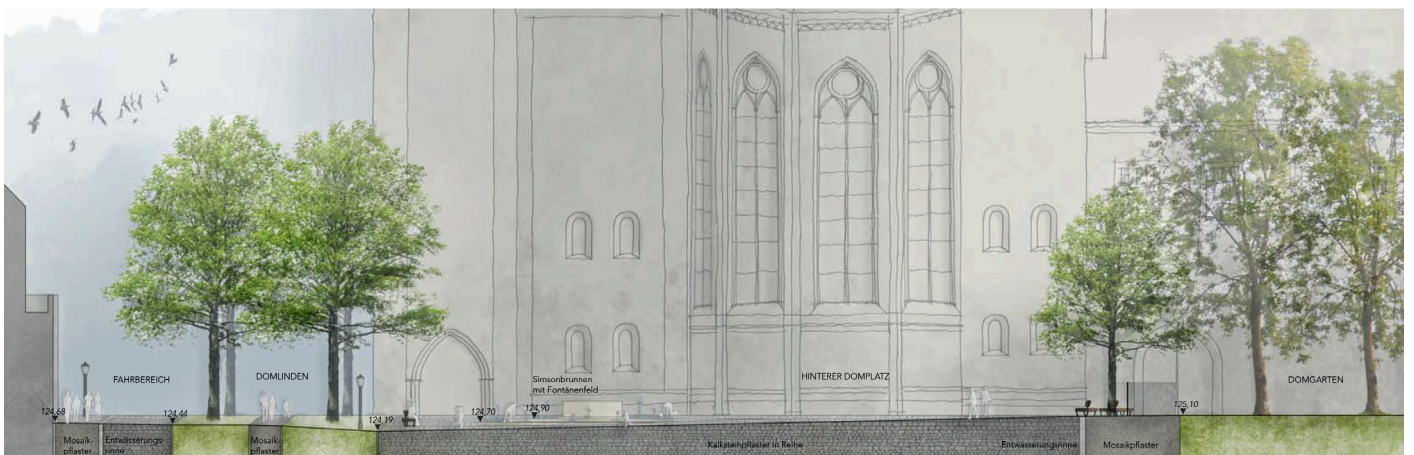 FAHRBEREICH
DOMLINDEN
Simsonbrunnen
mit Fontänenfeld
HINTERER DOMPLATZ
DOMGARTEN
124,68
124,44
124,19
124,70
124,90
125,10
Mosaik-
pflaster
Entwässerungs-
rinne
Mosaik-
pflaster
Kalksteinpflaster in Reihe
Entwässerungsrinne
Mosaikpflaster